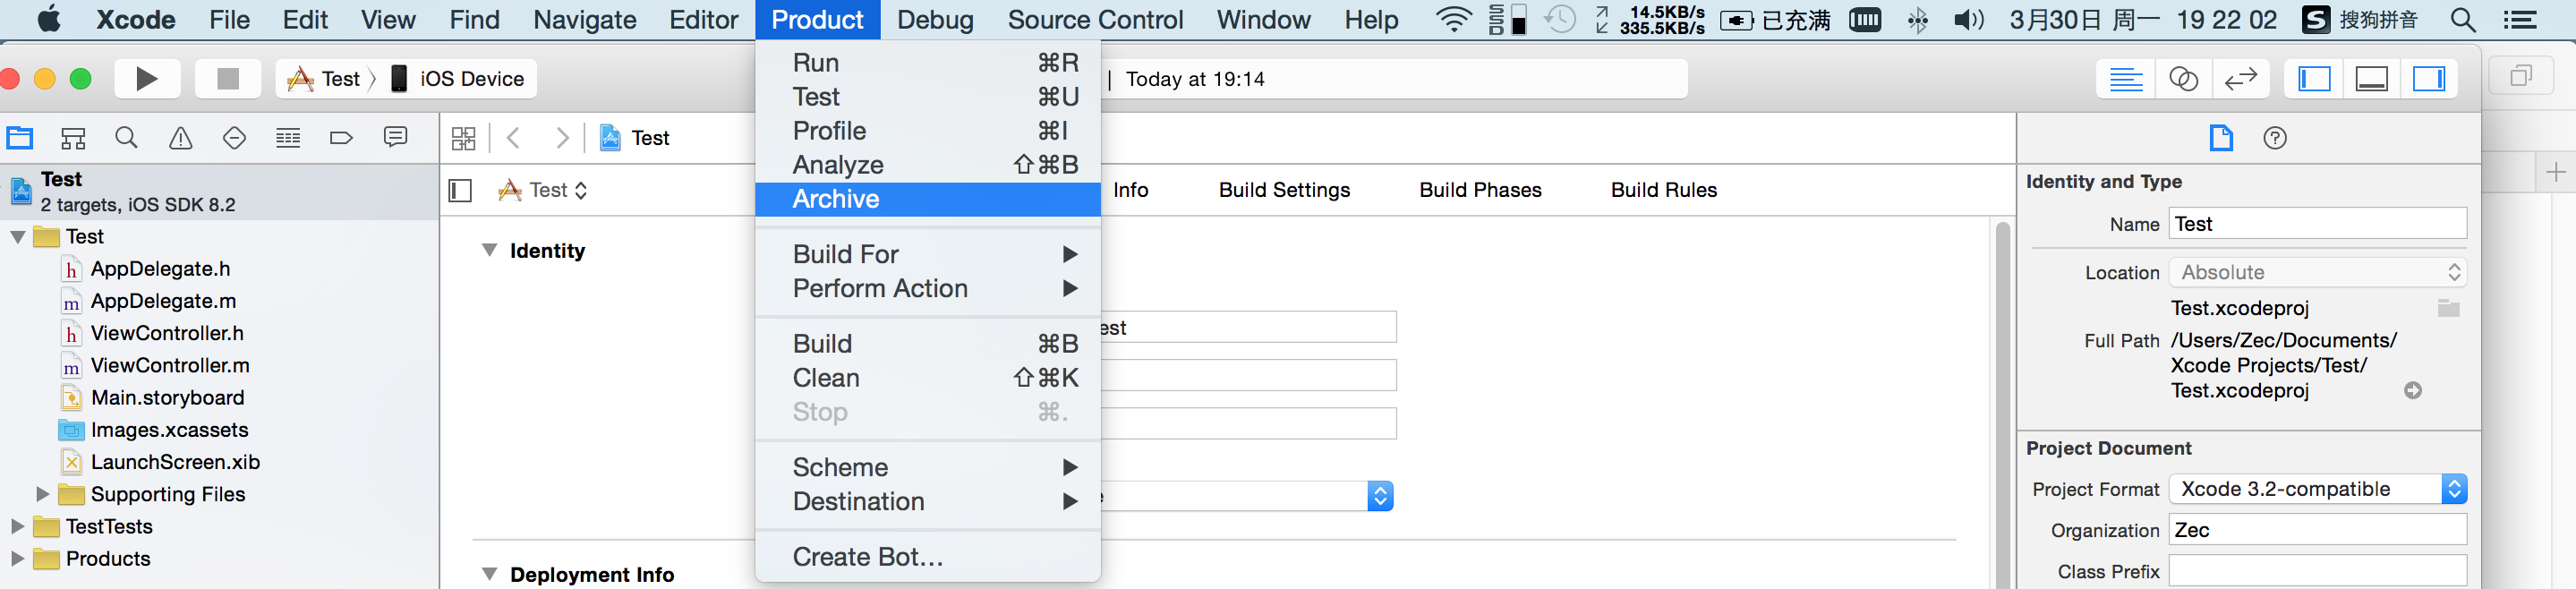 Xcode File Edit View Find Navigate Editor Product Debug Source Control Window Help SSD 14.5KB/s 335.5KB/s 已充满 3月30日 周一 19 22 02 S 搜狗拼音
Test iOS Device
| Today at 19:14
Test
Test
2 targets, iOS SDK 8.2
Test
h AppDelegate.h
m AppDelegate.m
h ViewController.h
m ViewController.m
Main.storyboard
Images.xcassets
LaunchScreen.xib
Supporting Files
TestTests
Products
Test Info Build Settings Build Phases Build Rules
Identity
est
Deployment Info
Run ⌘R
Test ⌘U
Profile ⌘I
Analyze ⇧⌘B
Archive
Build For
Perform Action
Build ⌘B
Clean ⇧⌘K
Stop ⌘.
Scheme
Destination
Create Bot…
Identity and Type
Name Test
Location Absolute
Test.xcodeproj
Full Path /Users/Zec/Documents/
Xcode Projects/Test/
Test.xcodeproj
Project Document
Project Format Xcode 3.2-compatible
Organization Zec
Class Prefix